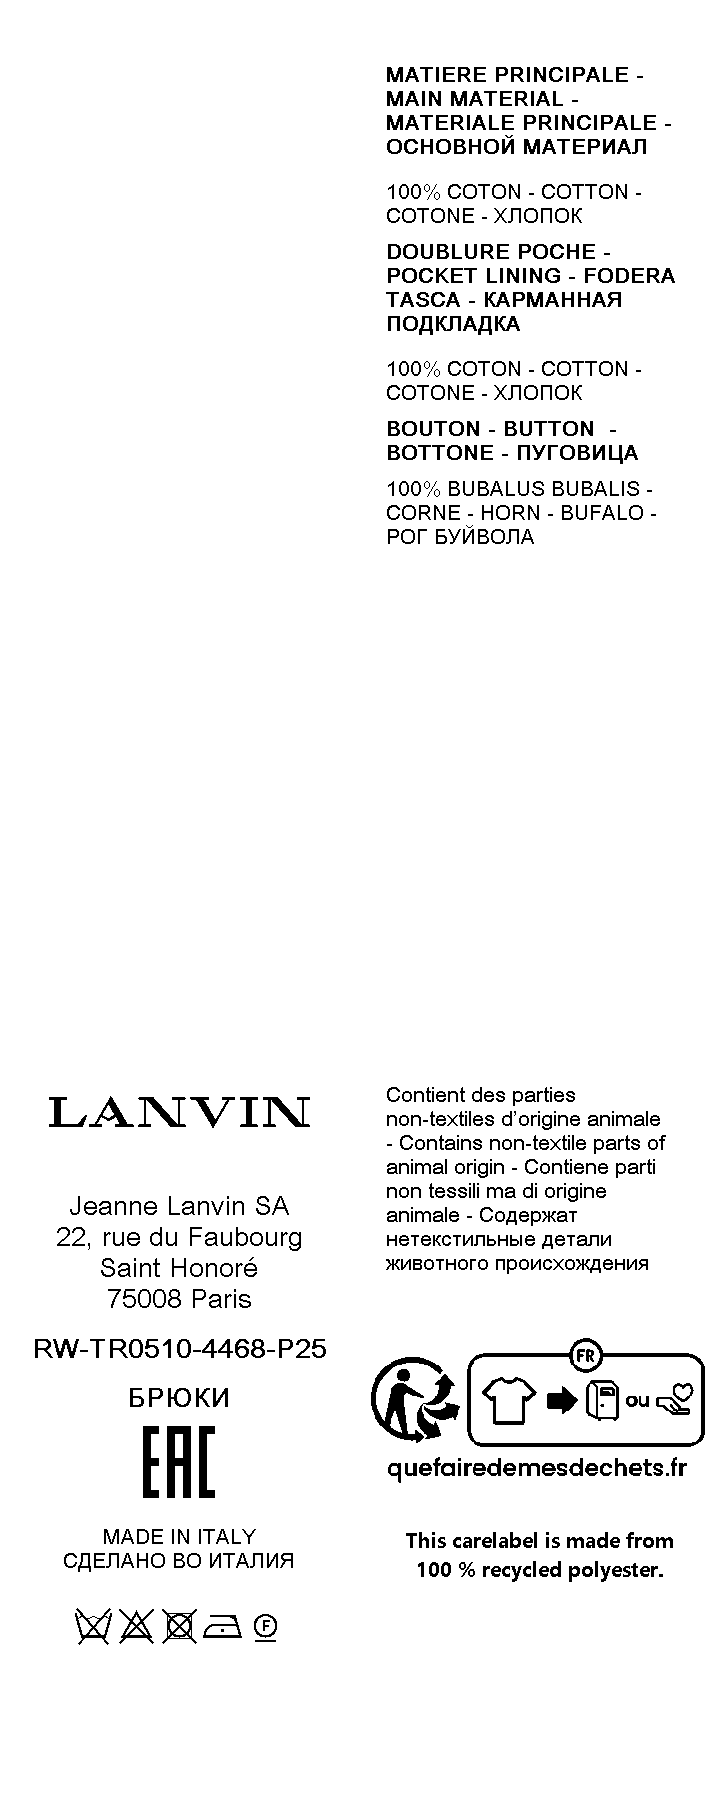 MATIERE PRINCIPALE -
MAIN MATERIAL -
MATERIALE PRINCIPALE -
ОСНОВНОЙ МАТЕРИАЛ
100% COTON - COTTON -
COTONE - ХЛОПОК
DOUBLURE POCHE -
POCKET LINING - FODERA
TASCA - КАРМАННАЯ
ПОДКЛАДКА
100% COTON - COTTON -
COTONE - ХЛОПОК
BOUTON - BUTTON -
BOTTONE - ПУГОВИЦА
100% BUBALUS BUBALIS -
CORNE - HORN - BUFALO -
РОГ БУЙВОЛА
LANVIN
Jeanne Lanvin SA
22, rue du Faubourg
Saint Honoré
75008 Paris
RW-TR0510-4468-P25
БРЮКИ
EAC
MADE IN ITALY
СДЕЛАНО ВО ИТАЛИЯ
F
Contient des parties
non-textiles d’origine animale
- Contains non-textile parts of
animal origin - Contiene parti
non tessili ma di origine
animale - Содержат
нетекстильные детали
животного происхождения
FR
ou
quefairedemesdechets.fr
This carelabel is made from
100 % recycled polyester.